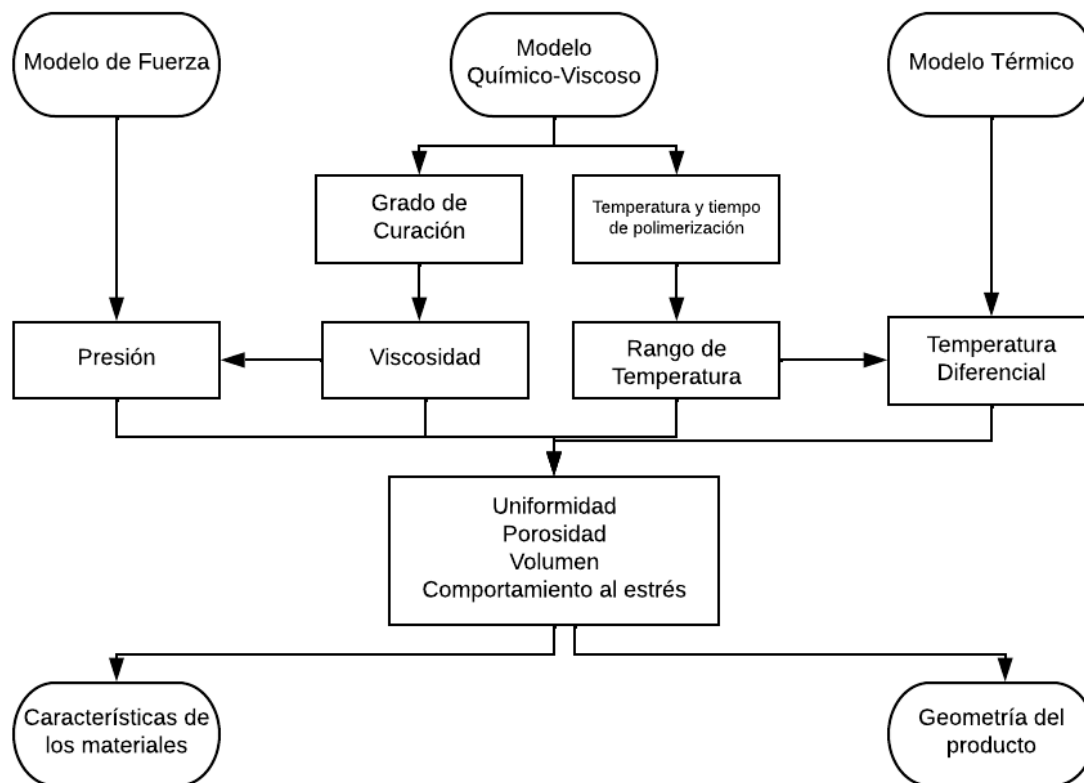 Modelo de Fuerza
Modelo
Químico-Viscoso
Modelo Térmico
Grado de
Curación
Temperatura y tiempo
de polimerización
Presión
Viscosidad
Rango de
Temperatura
Temperatura
Diferencial
Uniformidad
Porosidad
Volumen
Comportamiento al estrés
Características de
los materiales
Geometría del
producto